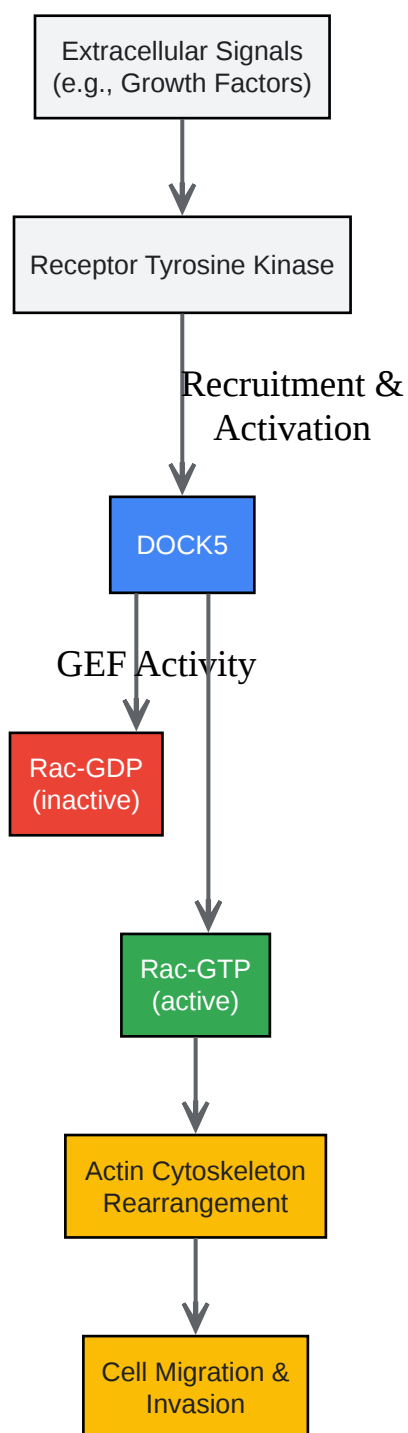 Extracellular Signals
(e.g., Growth Factors)
Receptor Tyrosine Kinase
Recruitment &
Activation
DOCK5
GEF Activity
Rac-GDP
(inactive)
Rac-GTP
(active)
Actin Cytoskeleton
Rearrangement
Cell Migration &
Invasion